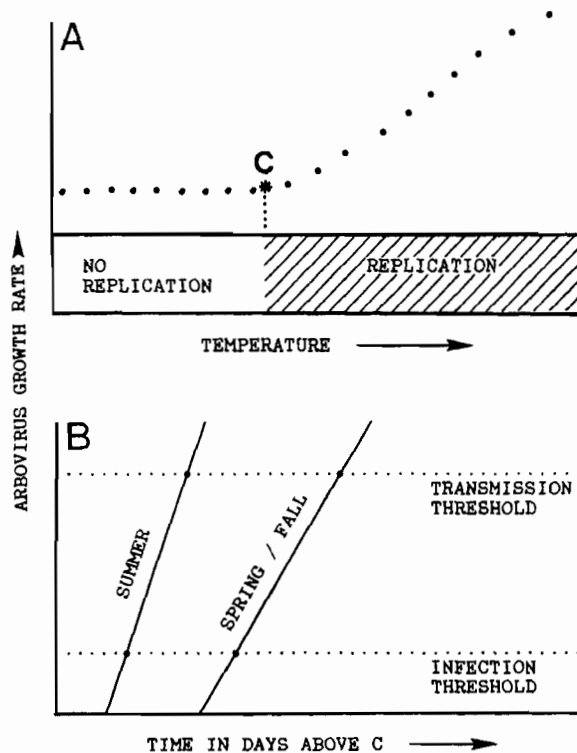 A
C
NO
REPLICATION
REPLICATION
TEMPERATURE
ARBOVIRUS GROWTH RATE
B
SUMMER
SPRING / FALL
TRANSMISSION
THRESHOLD
INFECTION
THRESHOLD
TIME IN DAYS ABOVE C